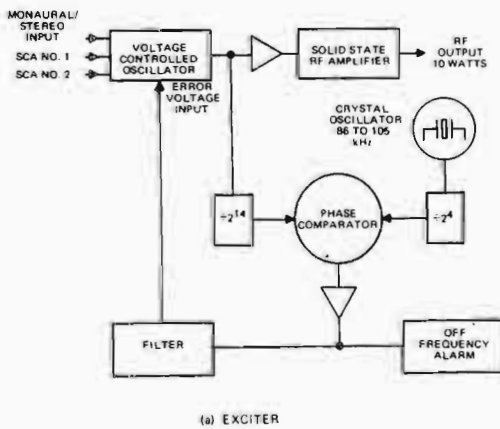 MONAURAL/
STEREO
INPUT
SCA NO. 1
SCA NO. 2
VOLTAGE
CONTROLLED
OSCILLATOR
ERROR
VOLTAGE
INPUT
SOLID STATE
RF AMPLIFIER
RF
OUTPUT
10 WATTS
CRYSTAL
OSCILLATOR
86 TO 105
kHz
÷2¹⁴
PHASE
COMPARATOR
÷2⁴
FILTER
OFF
FREQUENCY
ALARM
(a) EXCITER